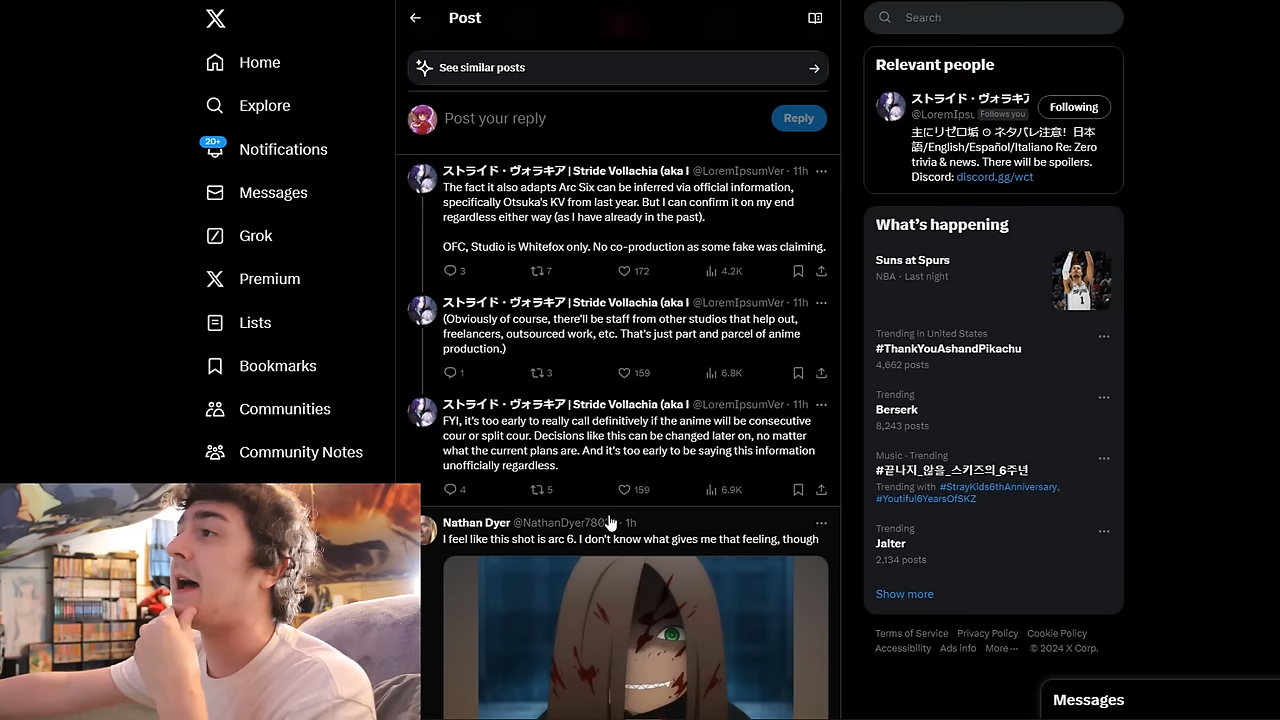 Home
Explore
20+
Notifications
Messages
Grok
Premium
Lists
Bookmarks
Communities
Community Notes
Post
See similar posts
Post your reply
Reply
ストライド・ヴォラキア | Stride Vollachia (aka l @LoremIpsumVer · 11h
The fact it also adapts Arc Six can be inferred via official information,
specifically Otsuka's KV from last year. But I can confirm it on my end
regardless either way (as I have already in the past).
OFC, Studio is Whitefox only. No co-production as some fake was claiming.
3 7 172 4.2K
ストライド・ヴォラキア | Stride Vollachia (aka l @LoremIpsumVer · 11h
(Obviously of course, there'll be staff from other studios that help out,
freelancers, outsourced work, etc. That's just part and parcel of anime
production.)
1 3 159 6.8K
ストライド・ヴォラキア | Stride Vollachia (aka l @LoremIpsumVer · 11h
FYI, it's too early to really call definitively if the anime will be consecutive
cour or split cour. Decisions like this can be changed later on, no matter
what the current plans are. And it's too early to be saying this information
unofficially regardless.
4 5 159 6.9K
Nathan Dyer @NathanDyer780 · 1h
I feel like this shot is arc 6. I don't know what gives me that feeling, though
Search
Relevant people
ストライド・ヴォラキア
@LoremIpsu Follows you
Following
主にリゼロ垢 ⊙ ネタバレ注意! 日本
語/English/Español/Italiano Re: Zero
trivia & news. There will be spoilers.
Discord: discord.gg/wct
What's happening
Suns at Spurs
NBA · Last night
Trending in United States
#ThankYouAshandPikachu
4,662 posts
Trending
Berserk
8,243 posts
Music · Trending
#끝나지_않을_스키즈의_6주년
Trending with #StrayKids6thAnniversary,
#Youtiful6YearsOfSKZ
Trending
Jalter
2,134 posts
Show more
Terms of Service Privacy Policy Cookie Policy
Accessibility Ads info More ··· © 2024 X Corp.
Messages